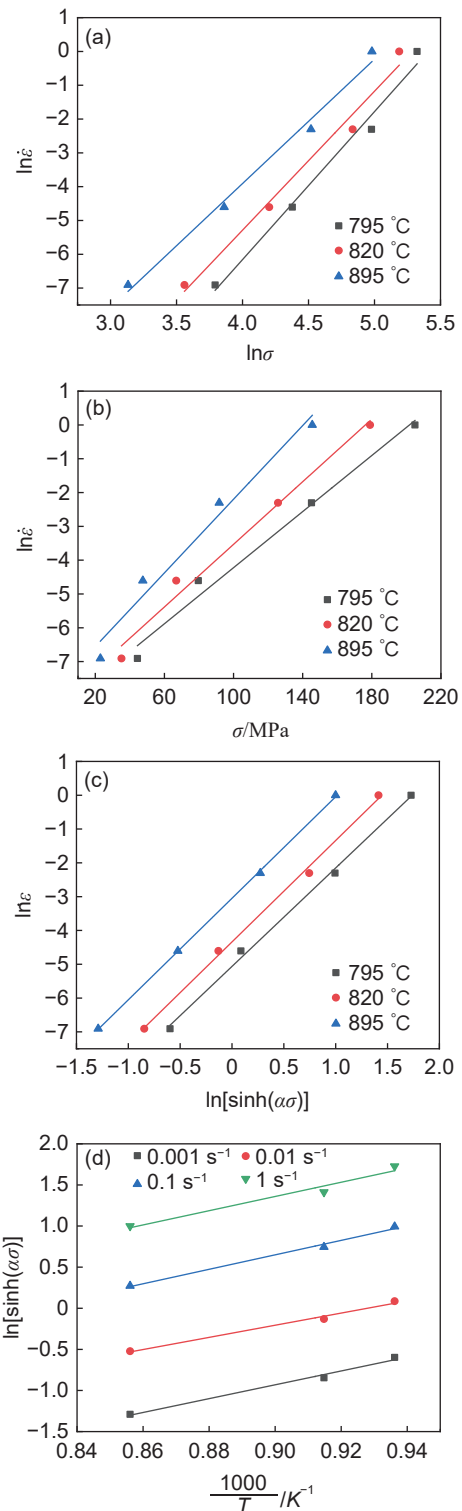 (a)
1
0
−1
−2
−3
−4
−5
−6
−7
lnε̇
795 °C
820 °C
895 °C
3.0 3.5 4.0 4.5 5.0 5.5
lnσ
(b)
1
0
−1
−2
−3
−4
−5
−6
−7
lnε̇
795 °C
820 °C
895 °C
20 60 100 140 180 220
σ/MPa
(c)
1
0
−1
−2
−3
−4
−5
−6
−7
lnε
795 °C
820 °C
895 °C
−1.5 −1.0 −0.5 0 0.5 1.0 1.5 2.0
ln[sinh(ασ)]
(d)
0.001 s⁻¹ 0.01 s⁻¹
0.1 s⁻¹ 1 s⁻¹
2.0
1.5
1.0
0.5
0
−0.5
−1.0
−1.5
ln[sinh(ασ)]
0.84 0.86 0.88 0.90 0.92 0.94
1000/T /K⁻¹